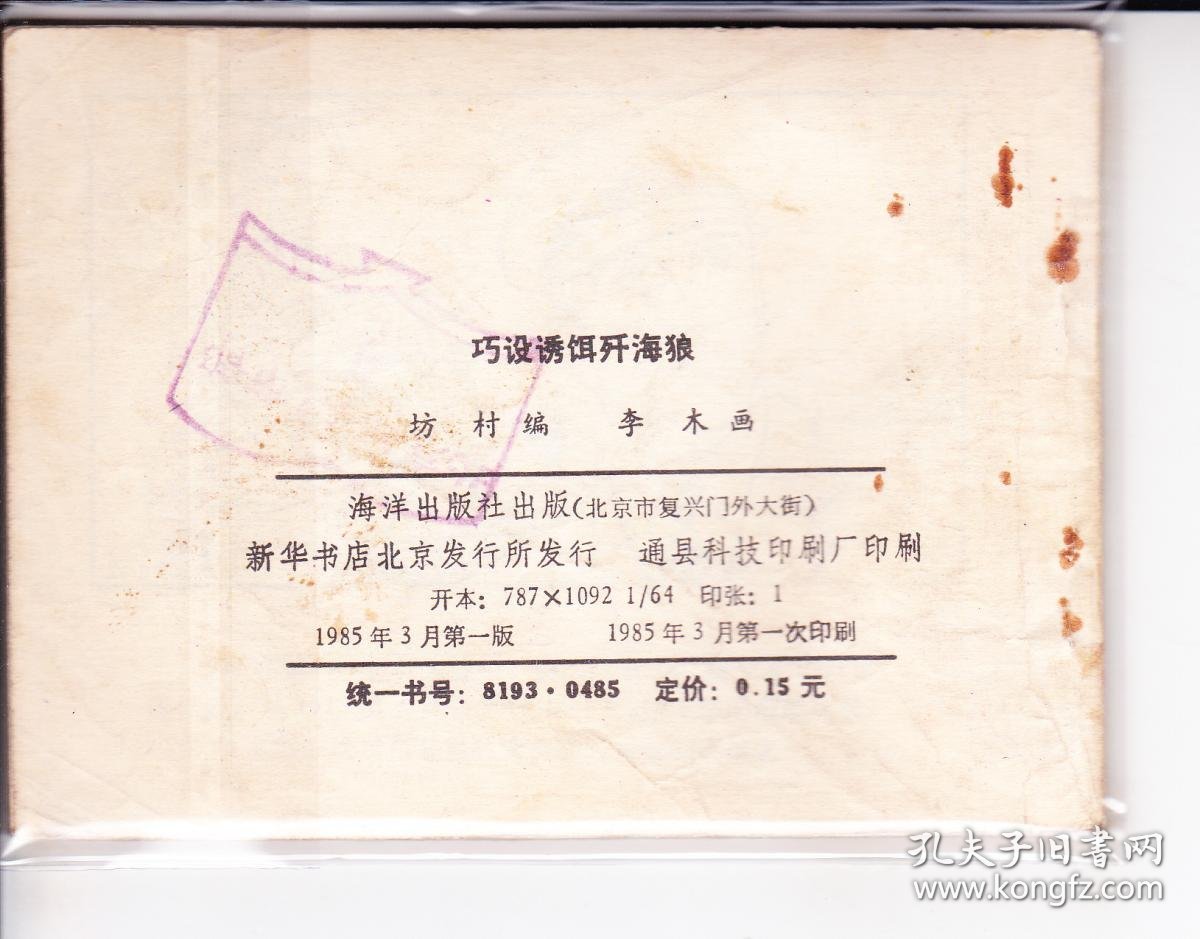 巧设诱饵歼海狼
坊 村编 李 木画
海洋出版社出版(北京市复兴门外大街)
新华书店北京发行所发行 通县科技印刷厂印刷
开本: 787×1092 1/64 印张: 1
1985年3月第一版 1985年3月第一次印刷
统一书号: 8193·0485 定价: 0.15元
孔夫子旧書网
www.kongfz.com